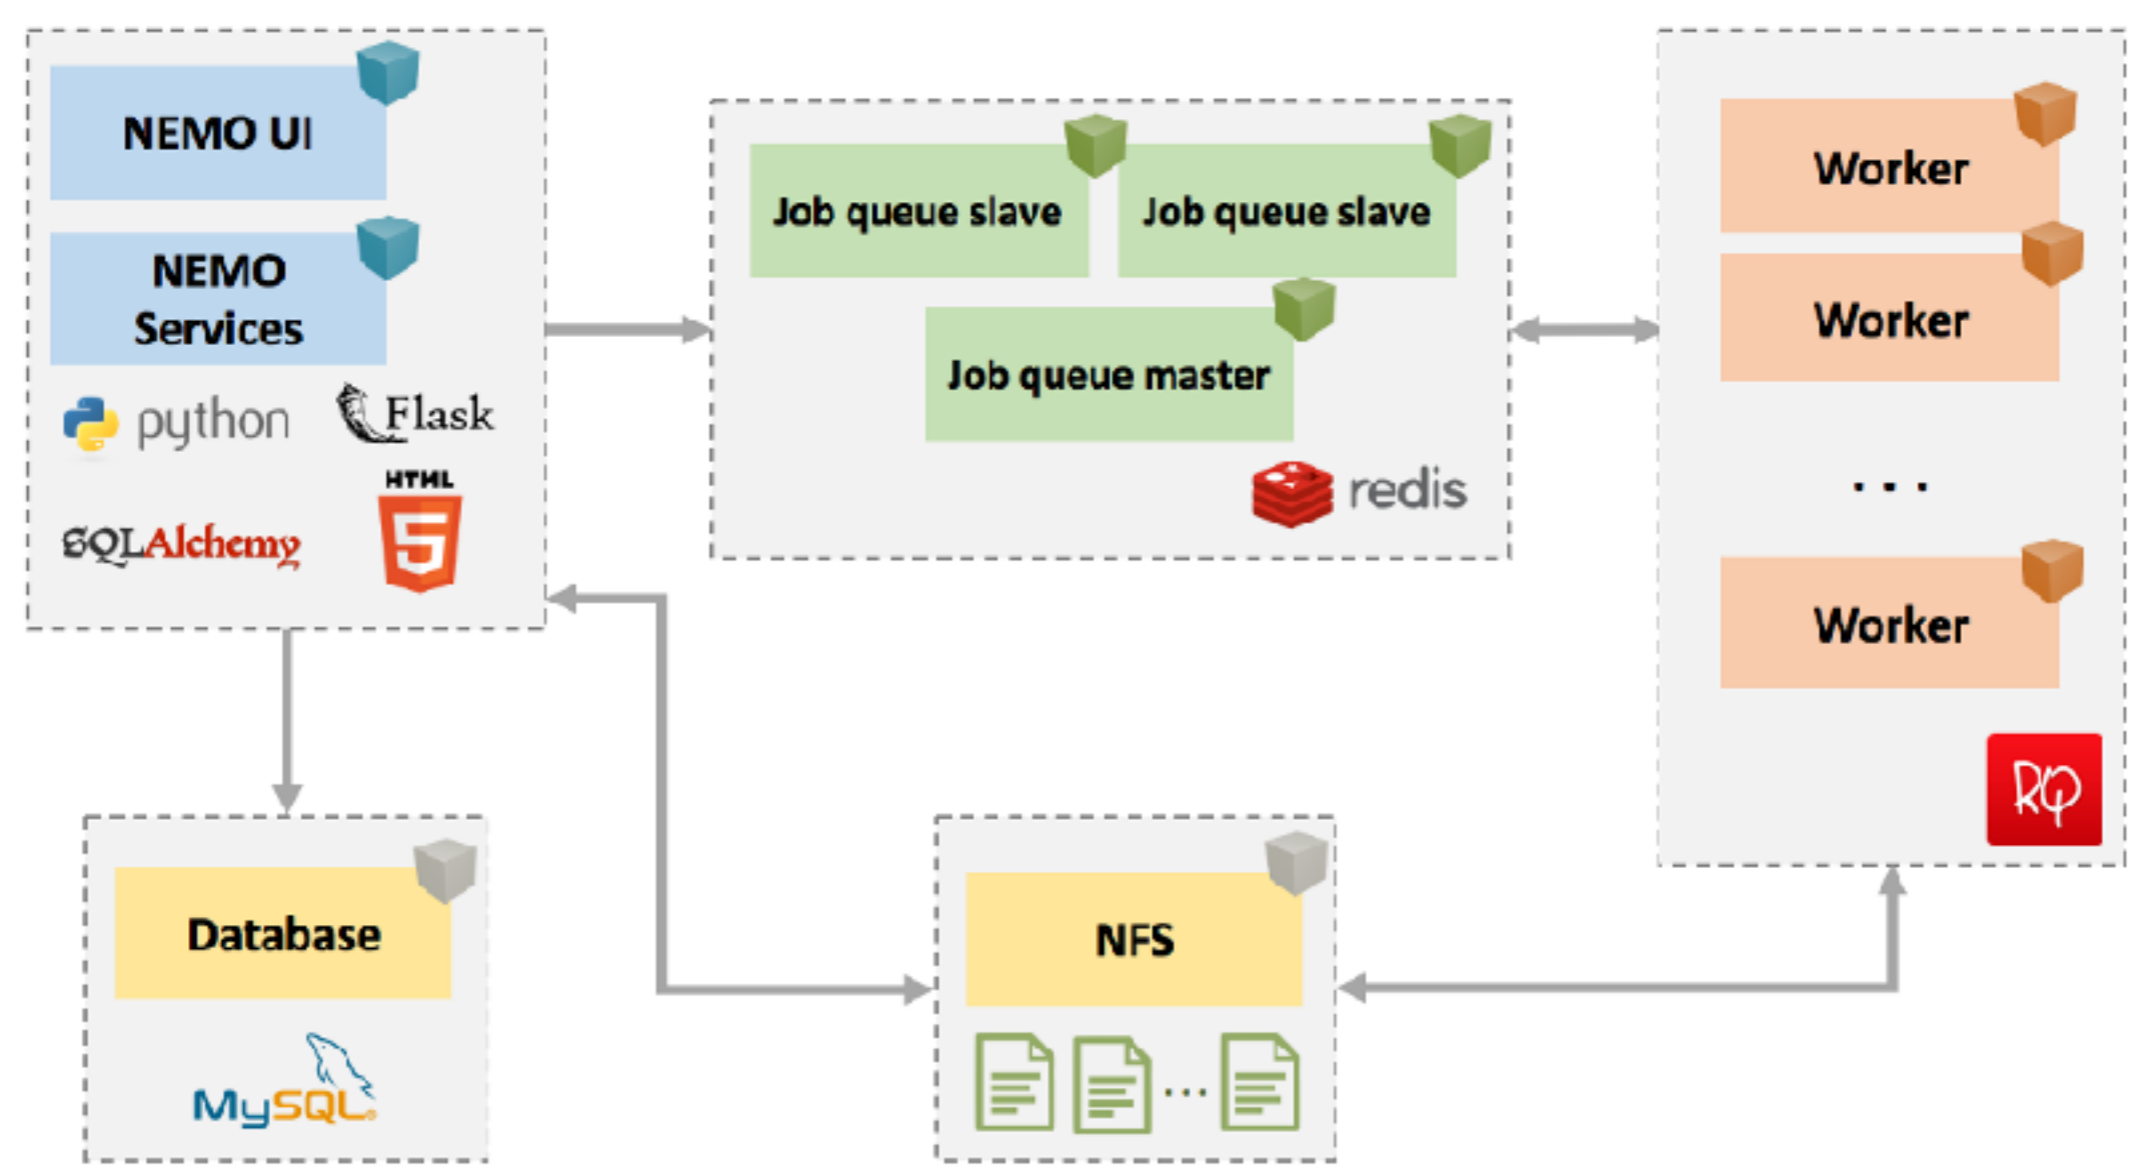 NEMO UI
NEMO
Services
python
Flask
SQLAlchemy
HTML
5
Job queue slave
Job queue slave
Job queue master
redis
Worker
Worker
...
Worker
RQ
Database
MySQL®
NFS
...